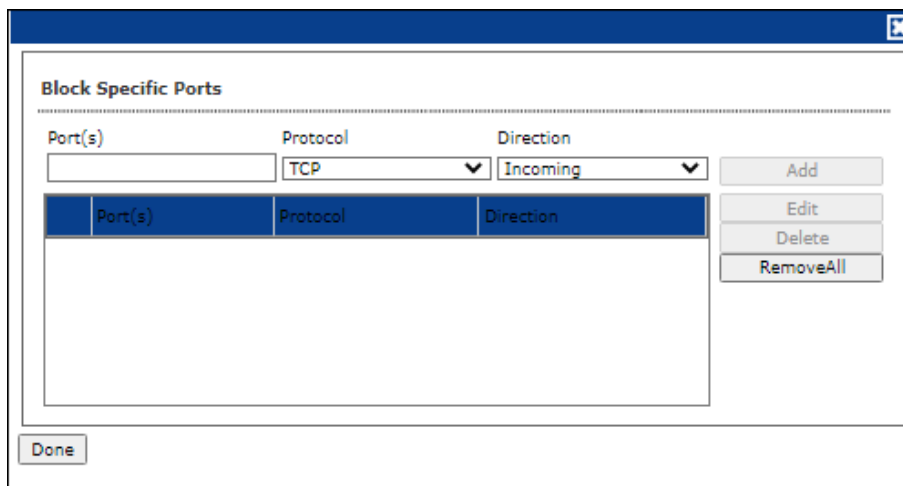 Block Specific Ports
Port(s) Protocol Direction
TCP Incoming Add
Port(s) Protocol Direction Edit
Delete
RemoveAll
Done